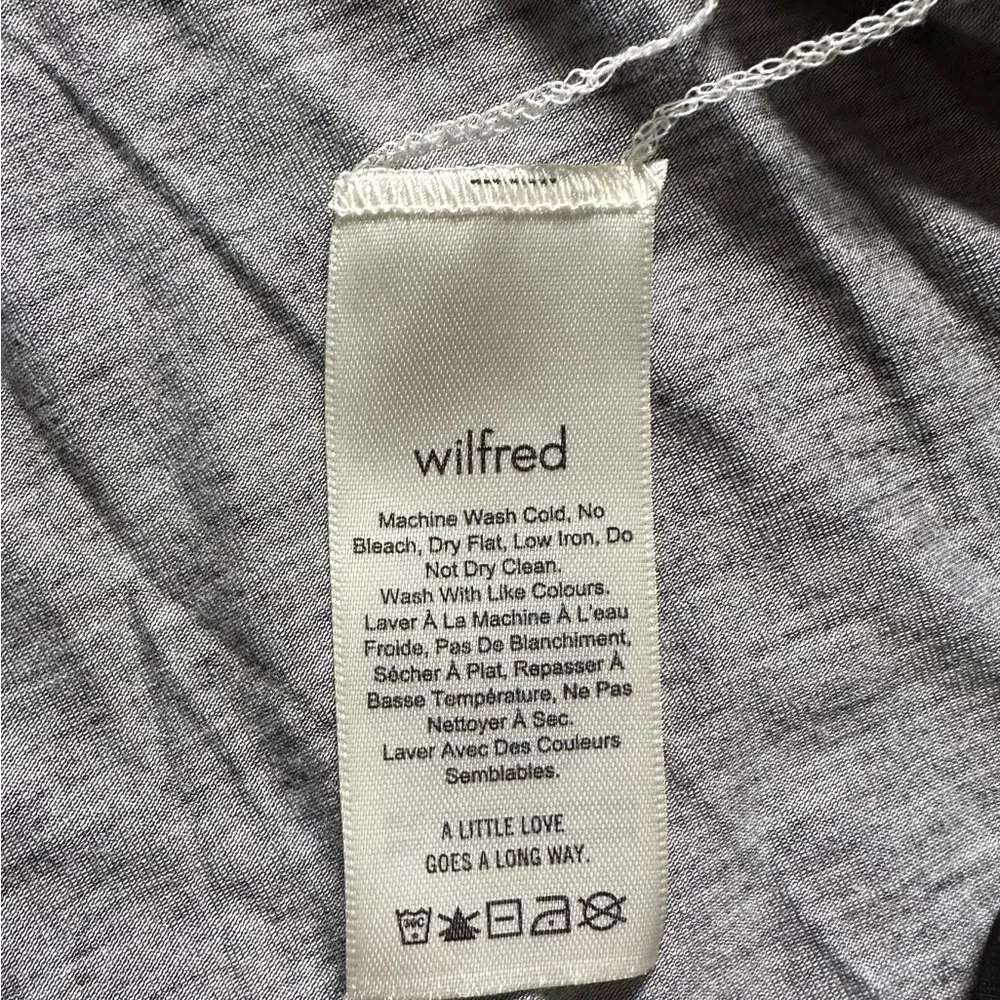 wilfred
Machine Wash Cold, No
Bleach, Dry Flat, Low Iron, Do
Not Dry Clean.
Wash With Like Colours.
Laver À La Machine À L'eau
Froide, Pas De Blanchiment,
Sécher À Plat, Repasser À
Basse Température, Ne Pas
Nettoyer À Sec.
Laver Avec Des Couleurs
Semblables.
A LITTLE LOVE
GOES A LONG WAY.